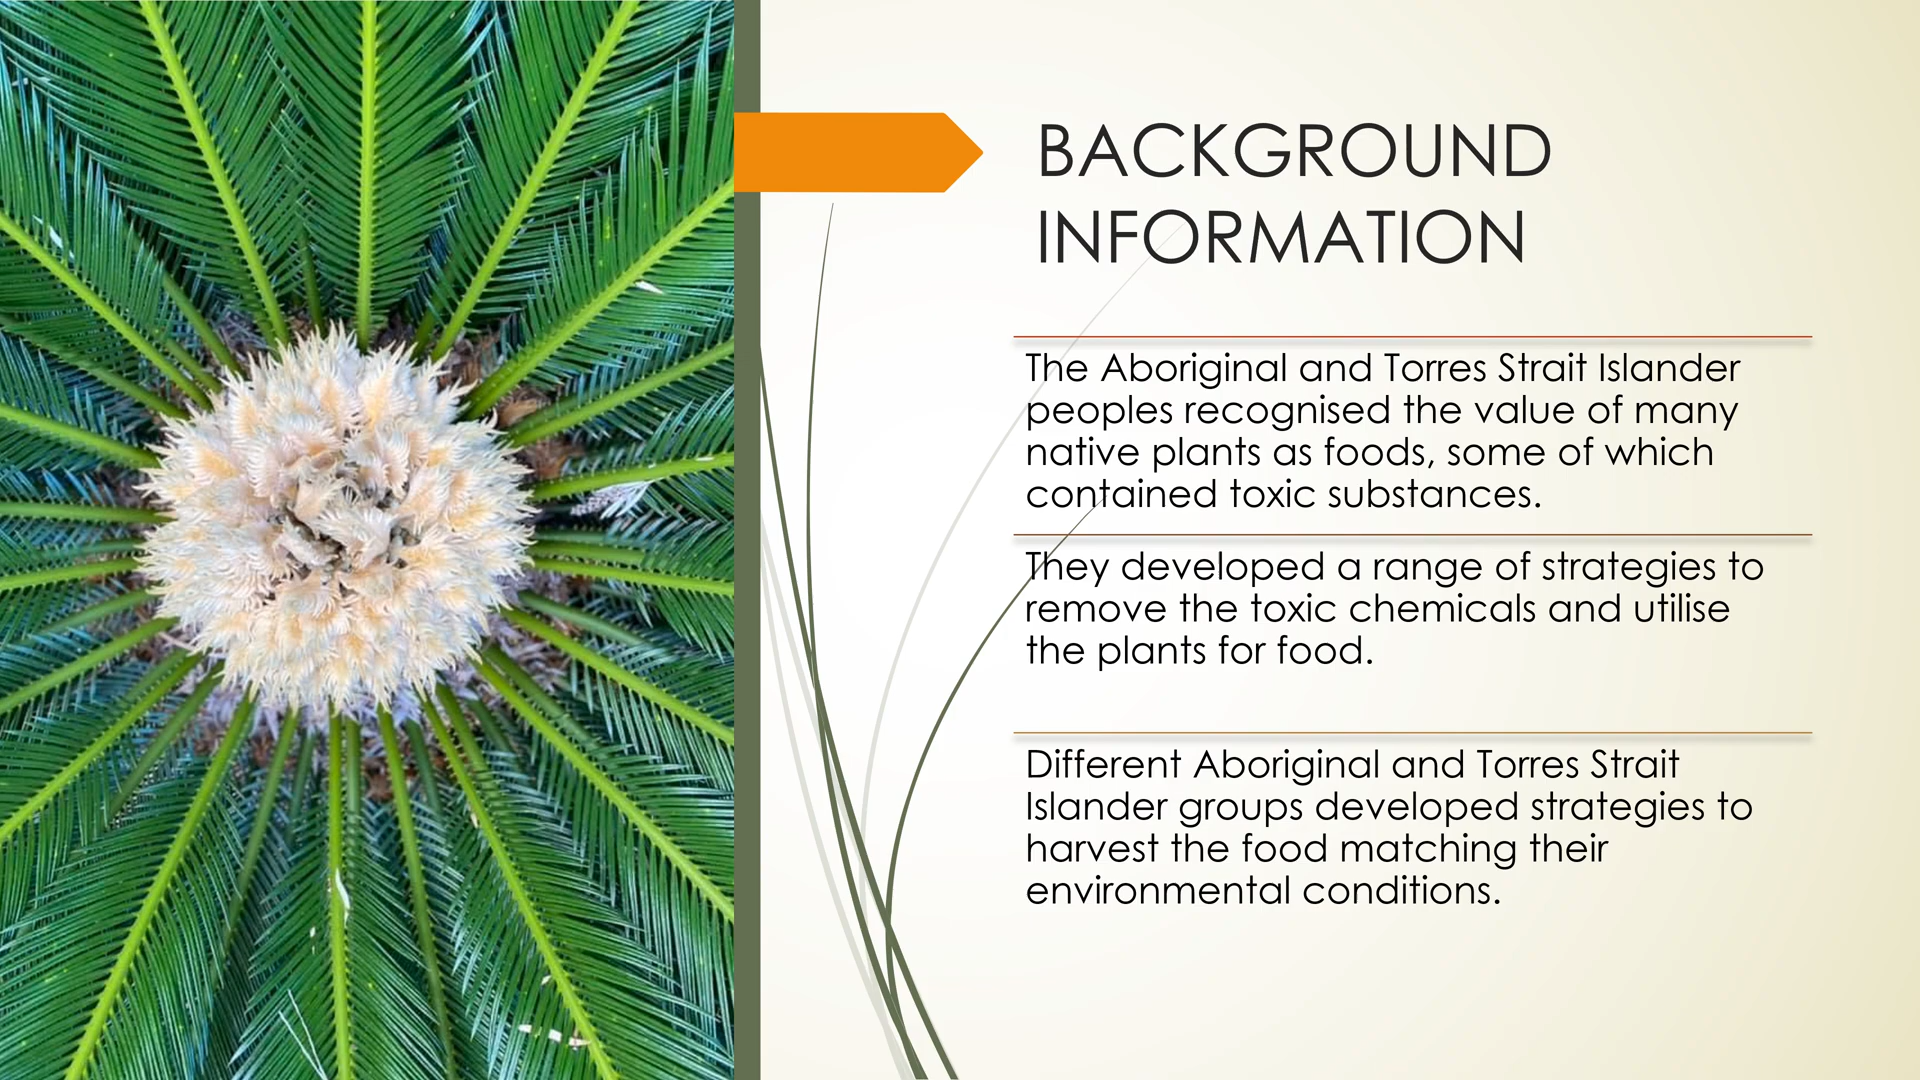 BACKGROUND
INFORMATION
The Aboriginal and Torres Strait Islander
peoples recognised the value of many
native plants as foods, some of which
contained toxic substances.
They developed a range of strategies to
remove the toxic chemicals and utilise
the plants for food.
Different Aboriginal and Torres Strait
Islander groups developed strategies to
harvest the food matching their
environmental conditions.